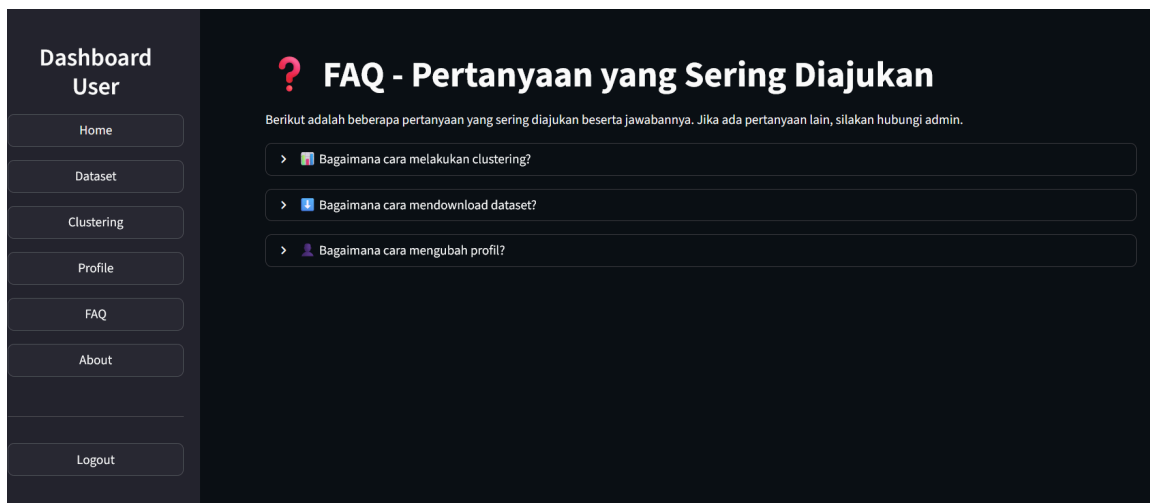 Dashboard
User
Home
Dataset
Clustering
Profile
FAQ
About
Logout
❓ FAQ - Pertanyaan yang Sering Diajukan
Berikut adalah beberapa pertanyaan yang sering diajukan beserta jawabannya. Jika ada pertanyaan lain, silakan hubungi admin.
📊 Bagaimana cara melakukan clustering?
⬇️ Bagaimana cara mendownload dataset?
👤 Bagaimana cara mengubah profil?